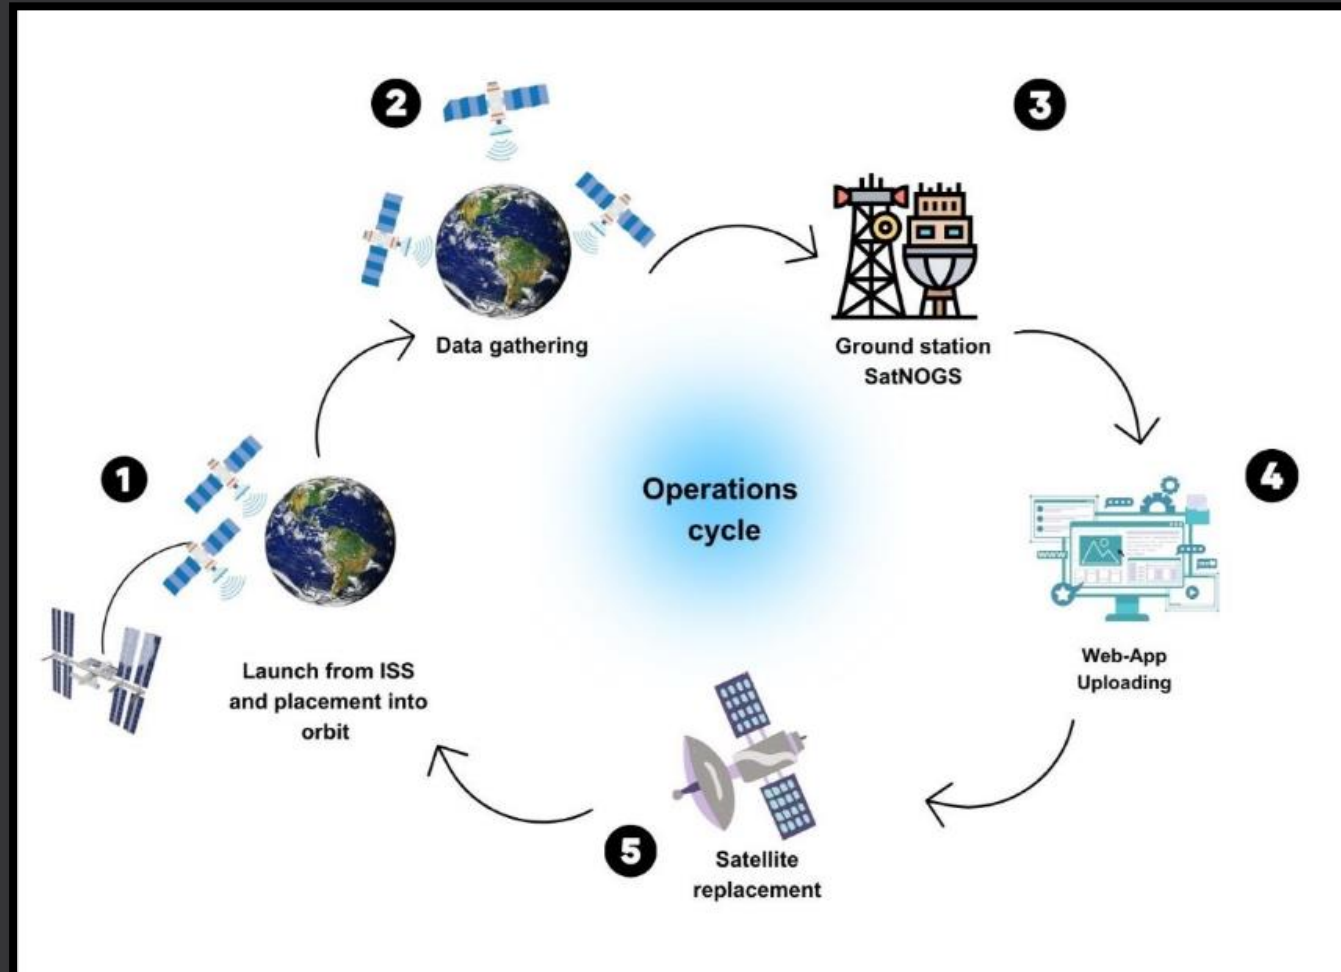 2
3
Data gathering
Ground station
SatNOGS
1
4
Operations
cycle
WWW
Web-App
Uploading
Launch from ISS
and placement into
orbit
5
Satellite
replacement